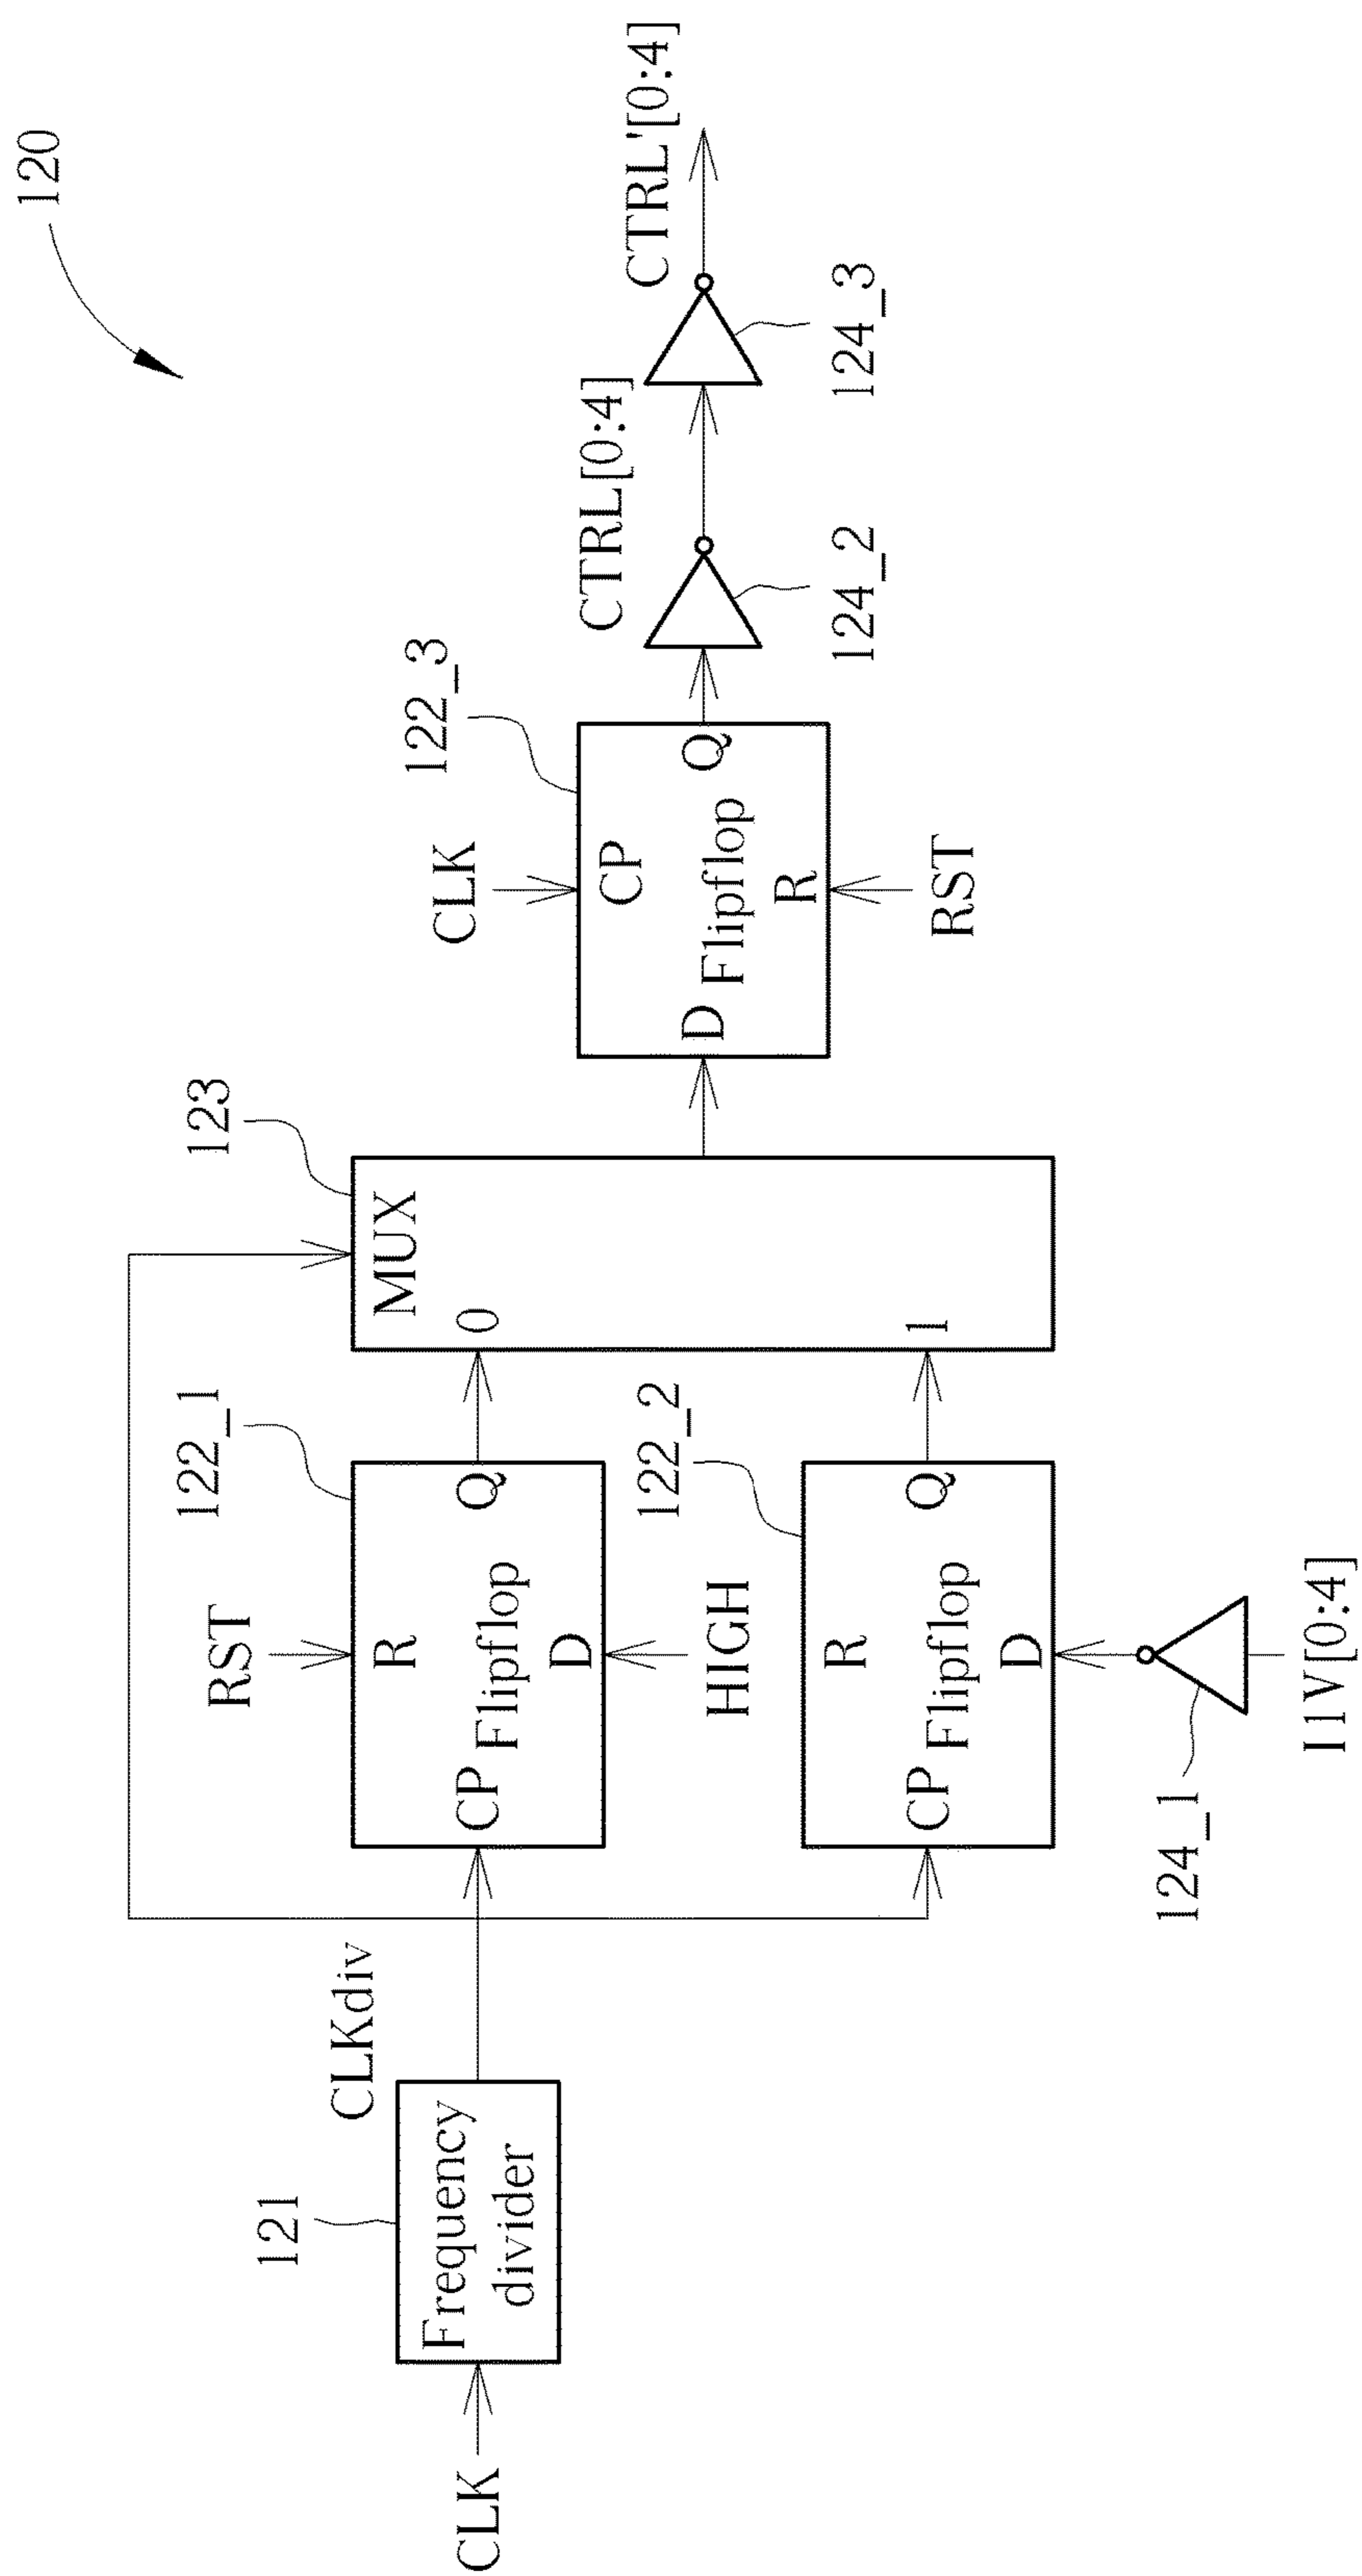 120
CLK
121
Frequency
divider
CLKdiv
RST
122_1
R
CP
Q
Flipflop
D
HIGH
122_2
R
CP
Q
Flipflop
D
124_1
I1V[0:4]
123
MUX
0
1
CLK
122_3
CP
D
Q
Flipflop
R
RST
CTRL[0:4]
124_2
CTRL'[0:4]
124_3